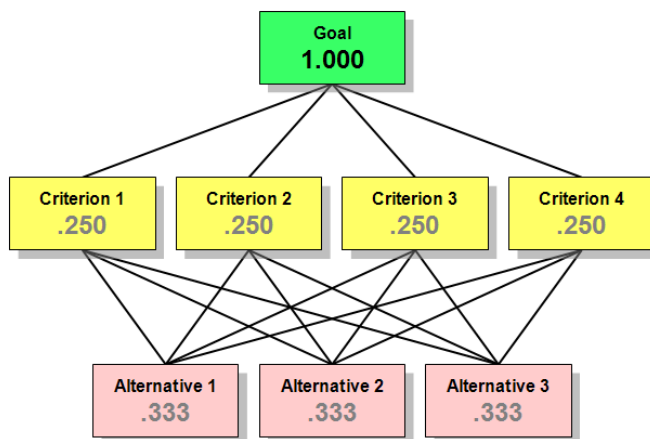 Goal
1.000
Criterion 1
.250
Criterion 2
.250
Criterion 3
.250
Criterion 4
.250
Alternative 1
.333
Alternative 2
.333
Alternative 3
.333